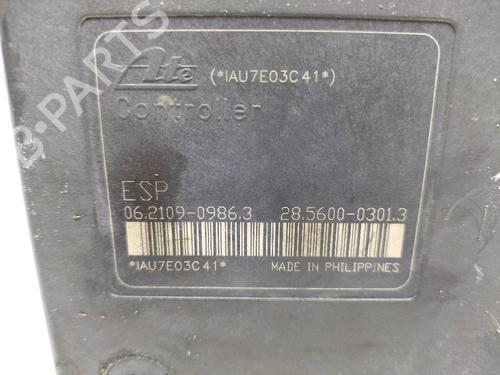 Ate (*IAU7E03C41*)
Controller
ESP
06.2109-0986.3 28.5600-0301.3
*IAU7E03C41* MADE IN PHILIPPINES
B-PARTS